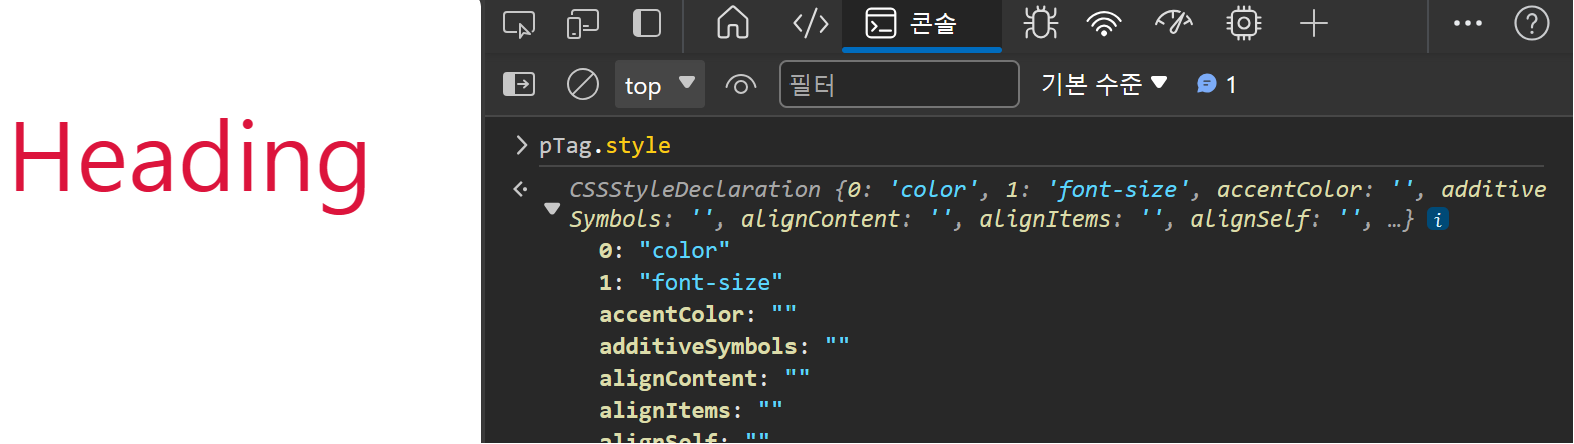 콘솔
top 필터 기본 수준 1
Heading
pTag.style
CSSStyleDeclaration {0: 'color', 1: 'font-size', accentColor: '', additive
Symbols: '', alignContent: '', alignItems: '', alignSelf: '', …} i
0: "color"
1: "font-size"
accentColor: ""
additiveSymbols: ""
alignContent: ""
alignItems: ""
alignSelf: ""